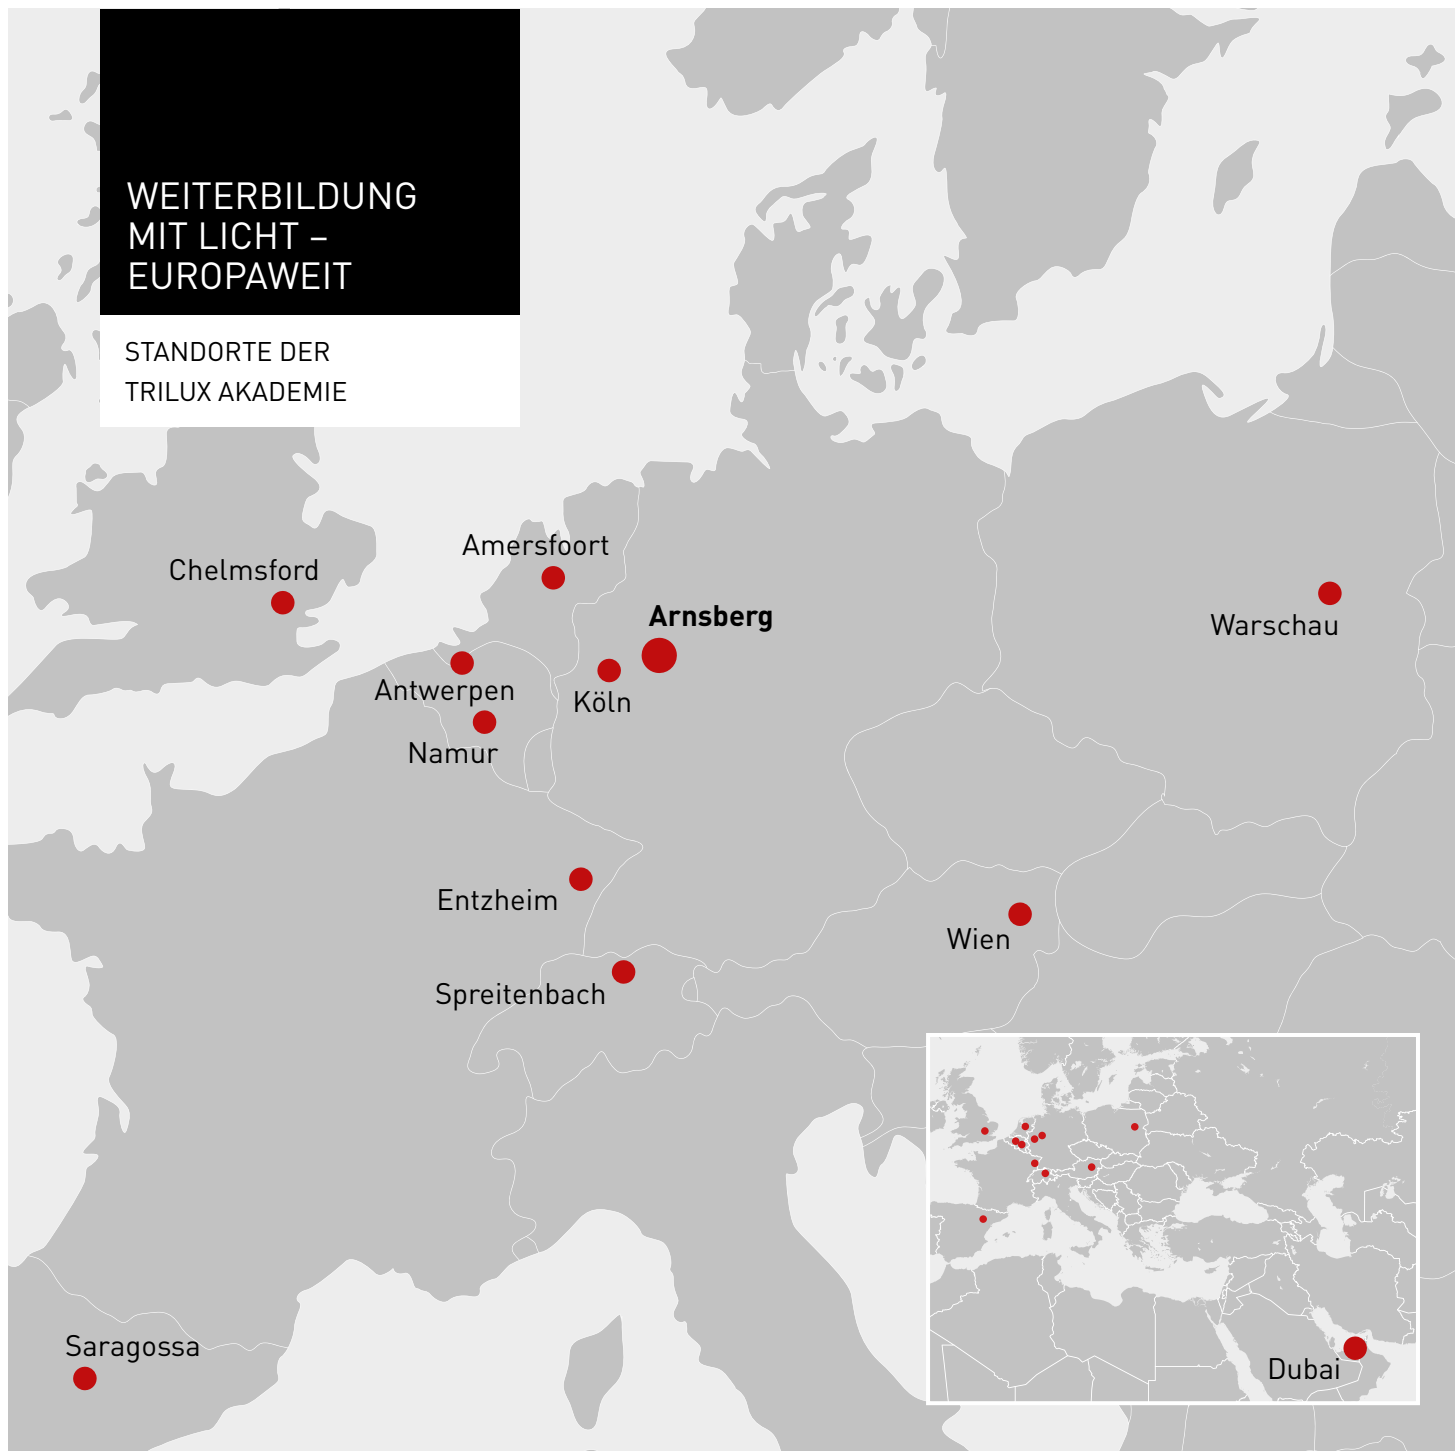 WEITERBILDUNG
MIT LICHT –
EUROPAWEIT
STANDORTE DER
TRILUX AKADEMIE
Amersfoort
Chelmsford
Arnsberg
Warschau
Antwerpen
Köln
Namur
Entzheim
Wien
Spreitenbach
Saragossa
Dubai